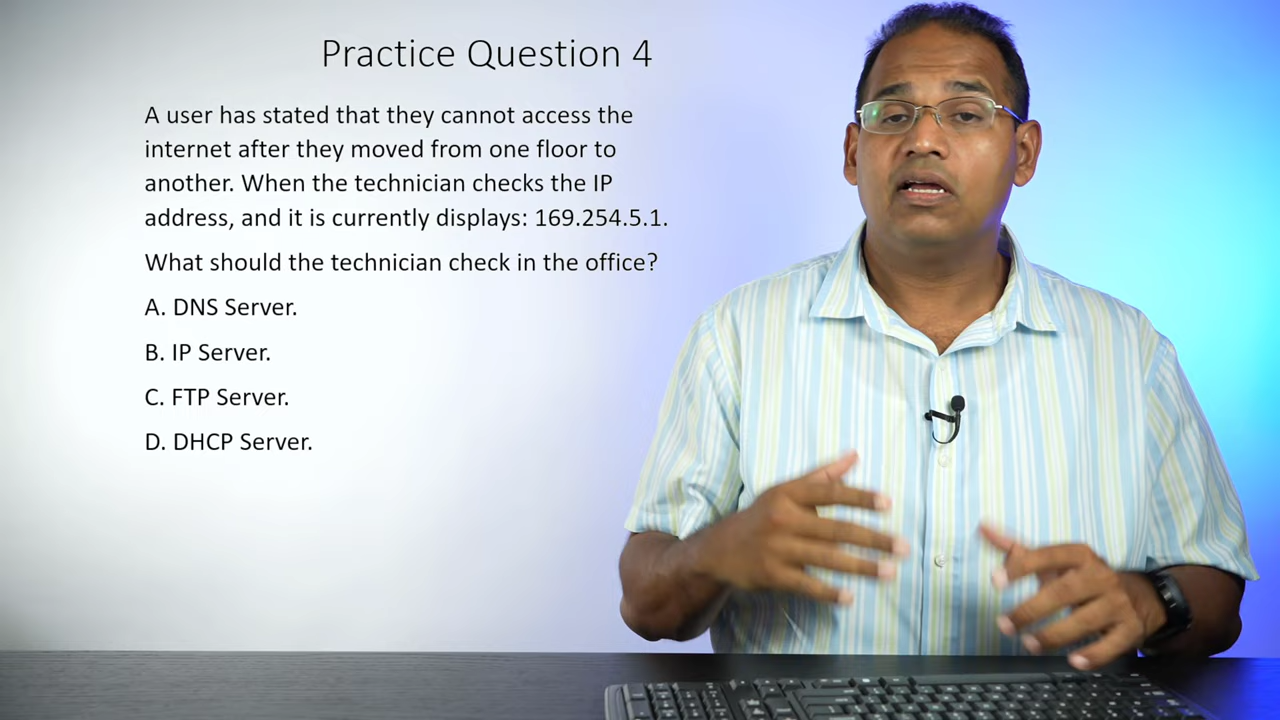 Practice Question 4
A user has stated that they cannot access the
internet after they moved from one floor to
another. When the technician checks the IP
address, and it is currently displays: 169.254.5.1.
What should the technician check in the office?
A. DNS Server.
B. IP Server.
C. FTP Server.
D. DHCP Server.